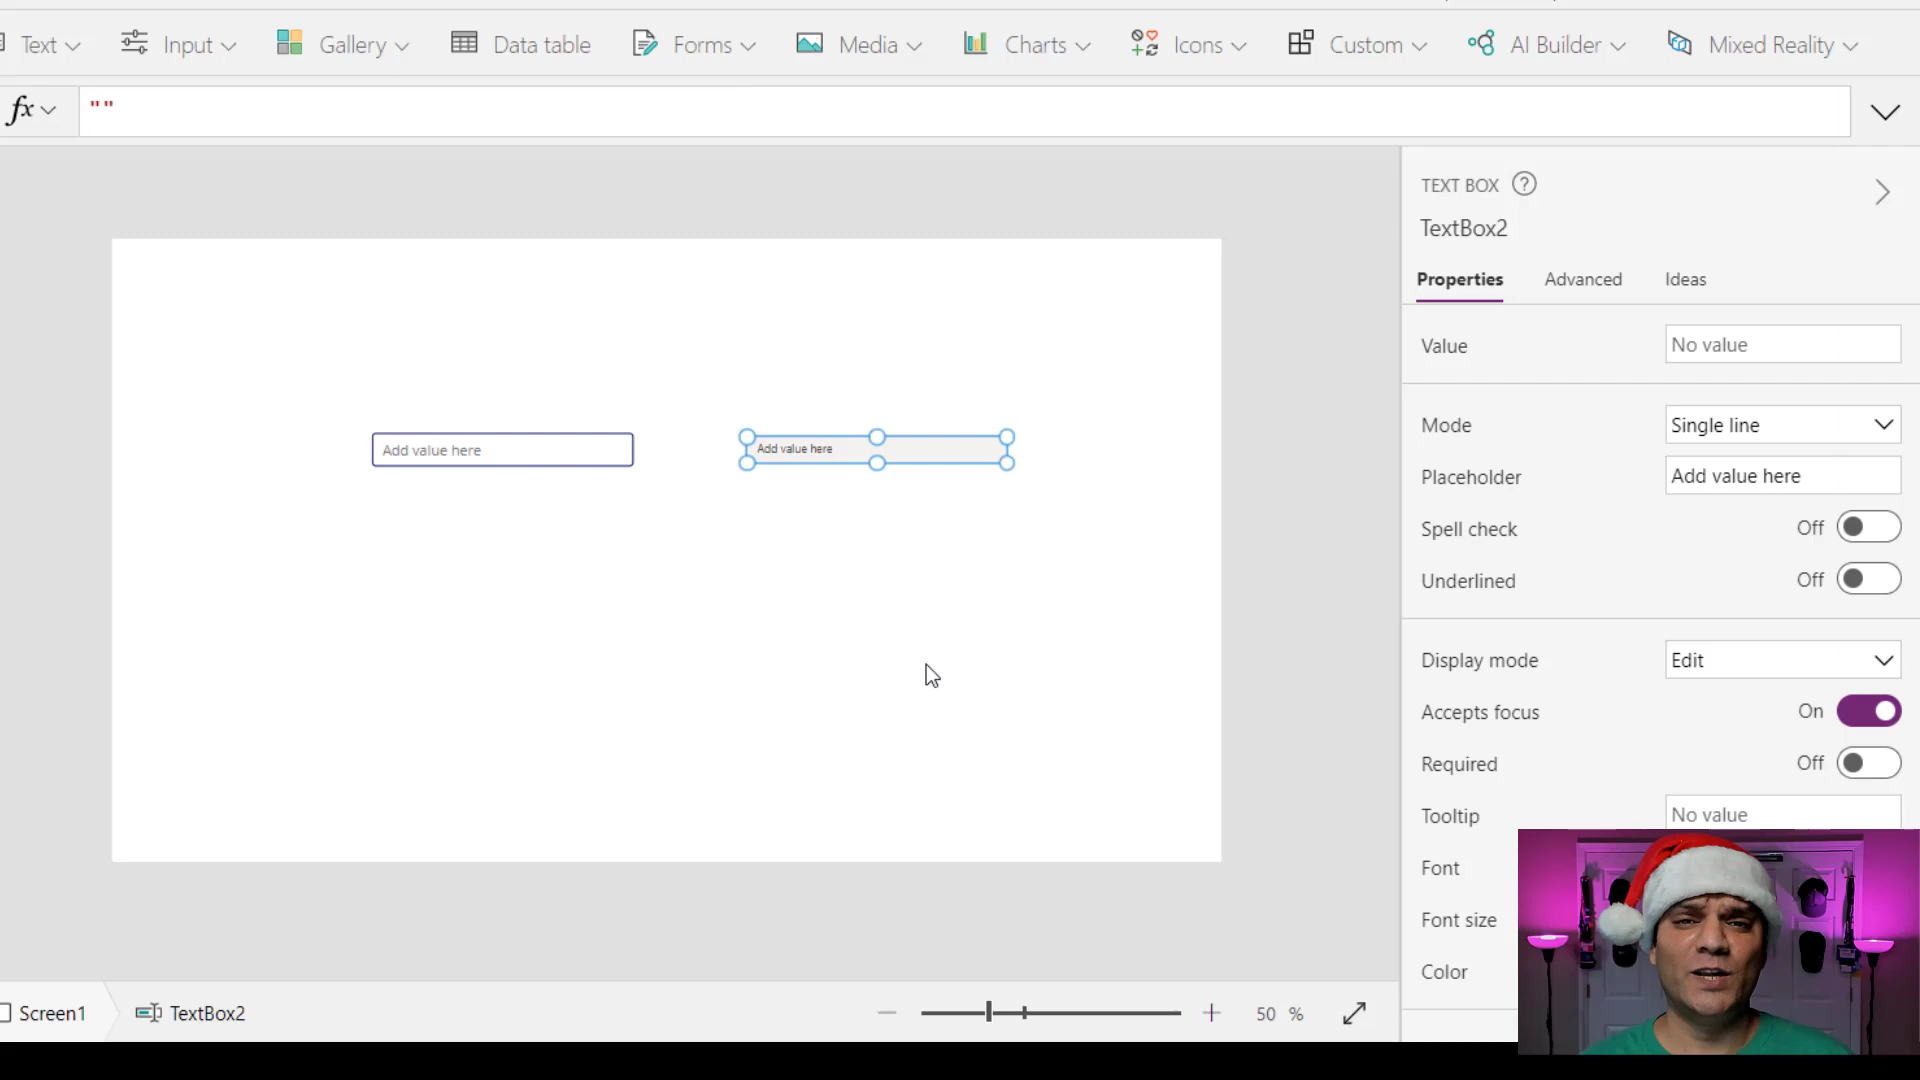 Text Input Gallery Data table Forms Media Charts Icons Custom AI Builder Mixed Reality
fx ""
TEXT BOX ?
TextBox2
Properties Advanced Ideas
Value No value
Add value here Add value here
Mode Single line
Placeholder Add value here
Spell check Off
Underlined Off
Display mode Edit
Accepts focus On
Required Off
Tooltip No value
Font
Font size
Color
Screen1 TextBox2 50 %